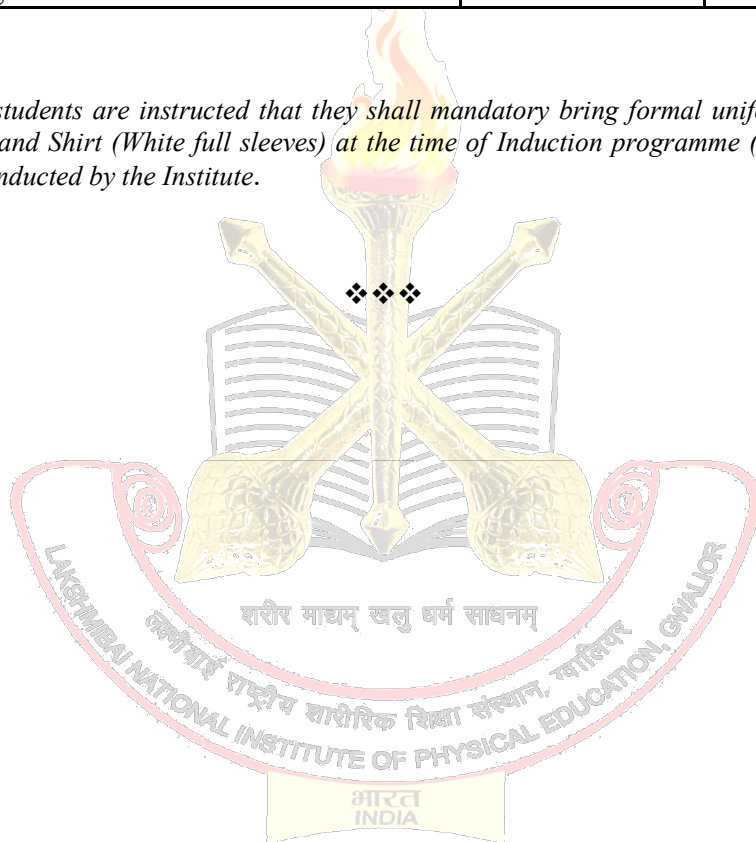 students are instructed that they shall mandatory bring formal unif
and Shirt (White full sleeves) at the time of Induction programme (
nducted by the Institute.
❖❖❖
शरीर माद्यम् खलु धर्म साधनम्
लक्ष्मीबाई राष्ट्रीय शारीरिक शिक्षा संस्थान, ग्वालियर
LAKSHMIBAI NATIONAL INSTITUTE OF PHYSICAL EDUCATION, GWALIOR
भारत
INDIA